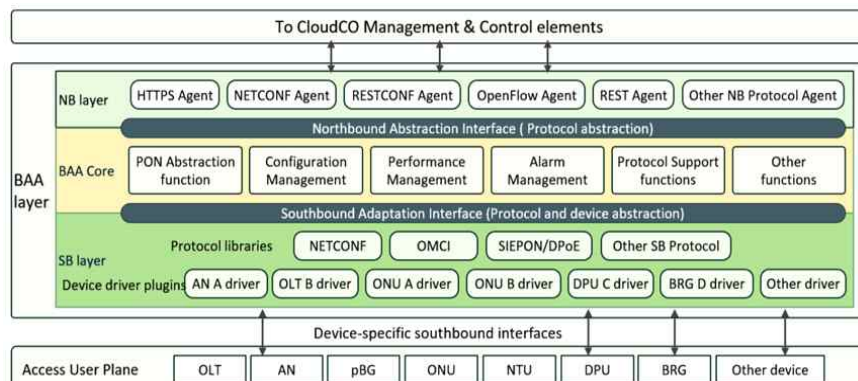 To CloudCO Management & Control elements
NB layer
HTTPS Agent
NETCONF Agent
RESTCONF Agent
OpenFlow Agent
REST Agent
Other NB Protocol Agent
Northbound Abstraction Interface ( Protocol abstraction)
BAA
layer
BAA Core
PON Abstraction
function
Configuration
Management
Performance
Management
Alarm
Management
Protocol Support
functions
Other
functions
Southbound Adaptation Interface (Protocol and device abstraction)
SB layer
Protocol libraries
NETCONF
OMCI
SIEPON/DPoE
Other SB Protocol
Device driver plugins
AN A driver
OLT B driver
ONU A driver
ONU B driver
DPU C driver
BRG D driver
Other driver
Device-specific southbound interfaces
Access User Plane
OLT
AN
pBG
ONU
NTU
DPU
BRG
Other device